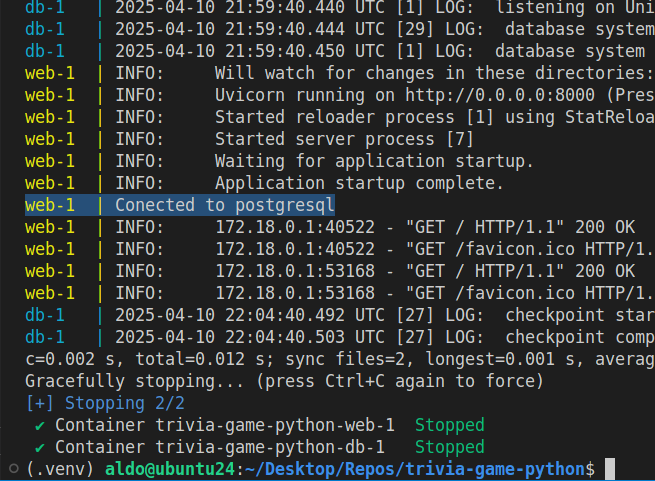 db-1   | 2025-04-10 21:59:40.440 UTC [1] LOG:  listening on Uni
db-1   | 2025-04-10 21:59:40.444 UTC [29] LOG:  database system
db-1   | 2025-04-10 21:59:40.450 UTC [1] LOG:  database system
web-1  | INFO:     Will watch for changes in these directories:
web-1  | INFO:     Uvicorn running on http://0.0.0.0:8000 (Pres
web-1  | INFO:     Started reloader process [1] using StatReloa
web-1  | INFO:     Started server process [7]
web-1  | INFO:     Waiting for application startup.
web-1  | INFO:     Application startup complete.
web-1  | Conected to postgresql
web-1  | INFO:     172.18.0.1:40522 - "GET / HTTP/1.1" 200 OK
web-1  | INFO:     172.18.0.1:40522 - "GET /favicon.ico HTTP/1.
web-1  | INFO:     172.18.0.1:53168 - "GET / HTTP/1.1" 200 OK
web-1  | INFO:     172.18.0.1:53168 - "GET /favicon.ico HTTP/1.
db-1   | 2025-04-10 22:04:40.492 UTC [27] LOG:  checkpoint star
db-1   | 2025-04-10 22:04:40.503 UTC [27] LOG:  checkpoint comp
c=0.002 s, total=0.012 s; sync files=2, longest=0.001 s, averag
Gracefully stopping... (press Ctrl+C again to force)
[+] Stopping 2/2
 ✔ Container trivia-game-python-web-1  Stopped
 ✔ Container trivia-game-python-db-1   Stopped
(.venv) aldo@ubuntu24:~/Desktop/Repos/trivia-game-python$